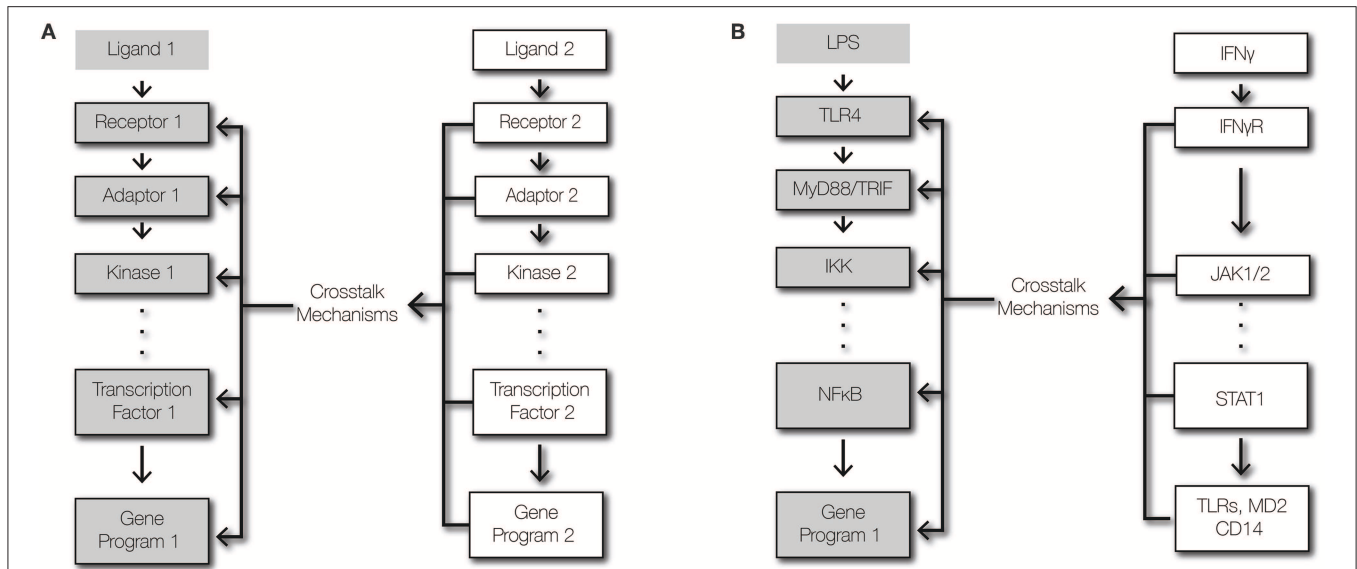 A
Ligand 1
Receptor 1
Adaptor 1
Kinase 1
Transcription
Factor 1
Gene
Program 1
Crosstalk
Mechanisms
Ligand 2
Receptor 2
Adaptor 2
Kinase 2
Transcription
Factor 2
Gene
Program 2
B
LPS
TLR4
MyD88/TRIF
IKK
NFκB
Gene
Program 1
Crosstalk
Mechanisms
IFNγ
IFNγR
JAK1/2
STAT1
TLRs, MD2
CD14